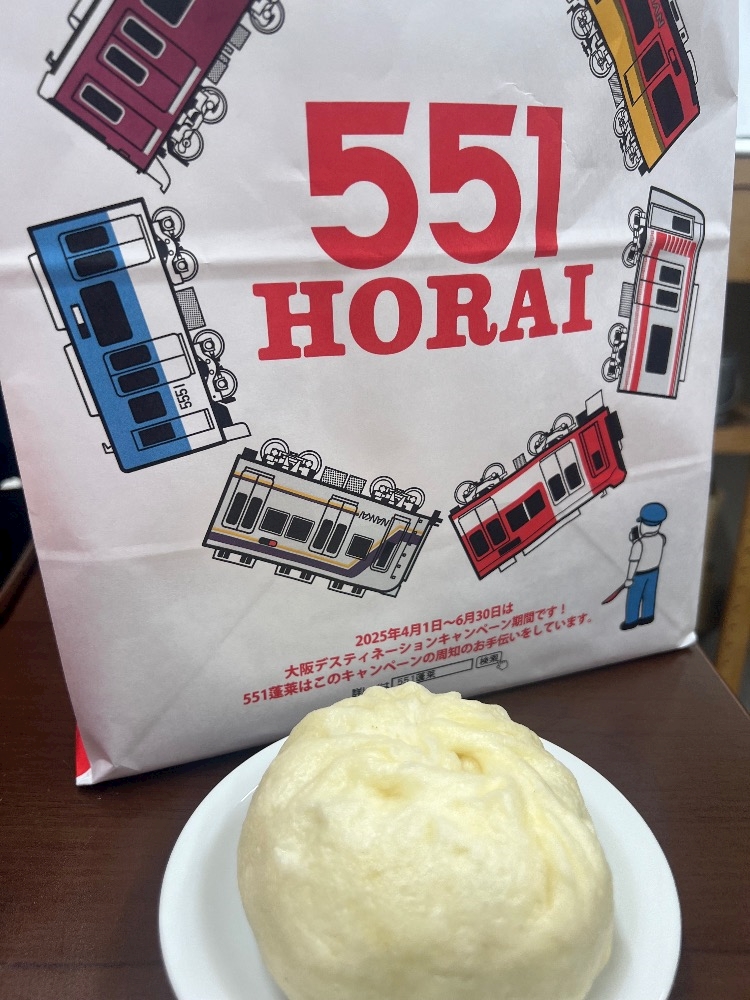 551
HORAI
5551
NANKAI
2025年4月1日～6月30日は
大阪デスティネーションキャンペーン期間です！
551蓬莱はこのキャンペーンの周知のお手伝いをしています。
551蓬莱 検索